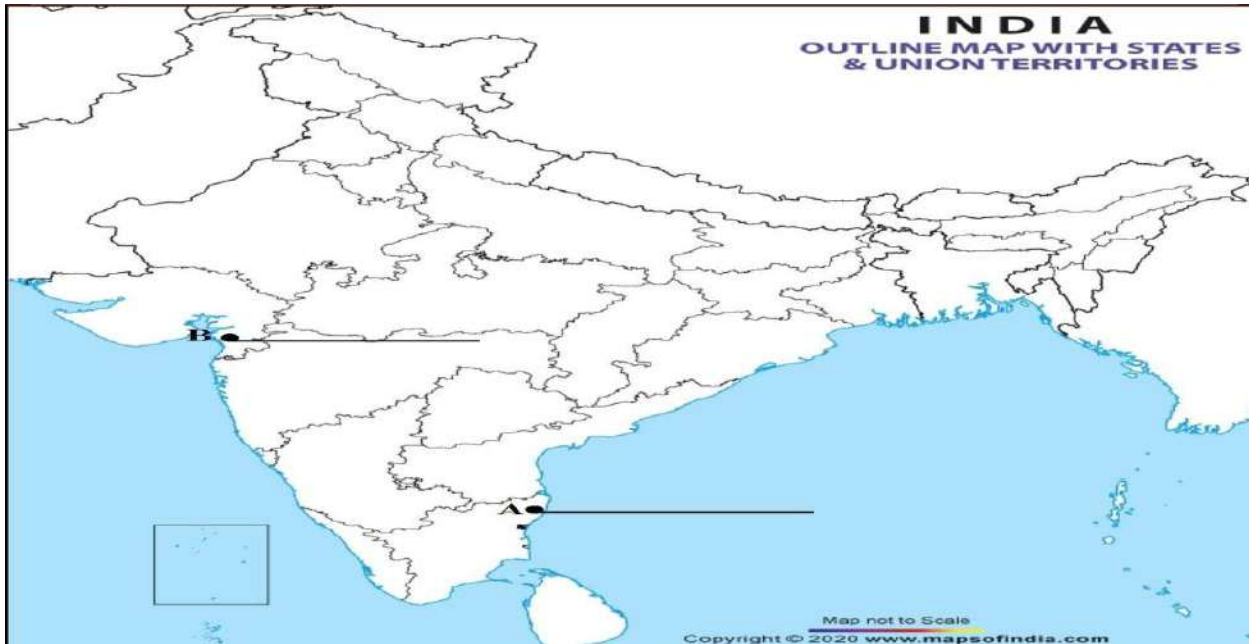 INDIA
OUTLINE MAP WITH STATES
& UNION TERRITORIES
B
A
Map not to Scale
Copyright © 2020 www.mapsofindia.com